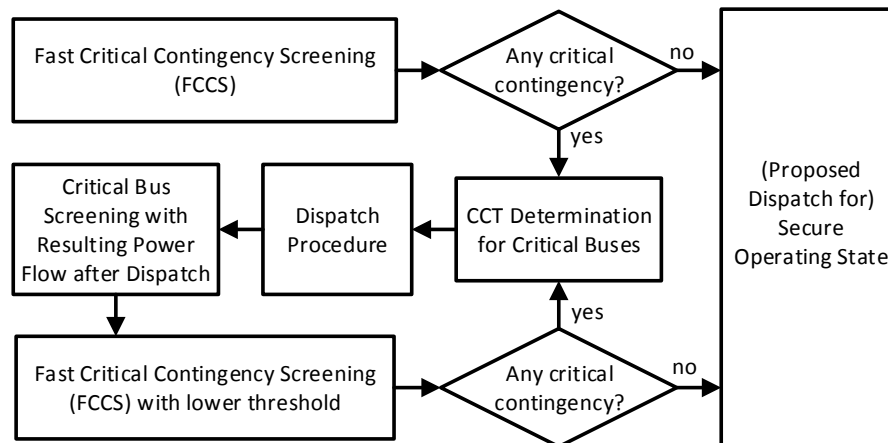 Fast Critical Contingency Screening
(FCCS)
Any critical
contingency?
no
yes
(Proposed
Dispatch for)
Secure
Operating State
Critical Bus
Screening with
Resulting Power
Flow after Dispatch
Dispatch
Procedure
CCT Determination
for Critical Buses
yes
Fast Critical Contingency Screening
(FCCS) with lower threshold
Any critical
contingency?
no